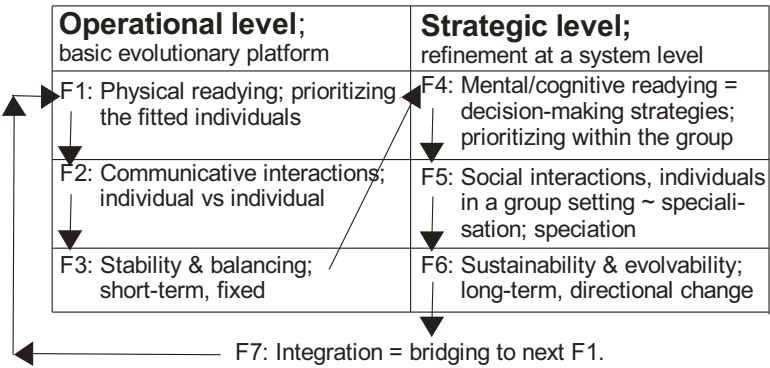 Operational level;
basic evolutionary platform
F1: Physical readying; prioritizing
the fitted individuals
F2: Communicative interactions;
individual vs individual
F3: Stability & balancing;
short-term, fixed
Strategic level;
refinement at a system level
F4: Mental/cognitive readying =
decision-making strategies;
prioritizing within the group
F5: Social interactions, individuals
in a group setting ~ speciali-
sation; speciation
F6: Sustainability & evolvability;
long-term, directional change
F7: Integration = bridging to next F1.